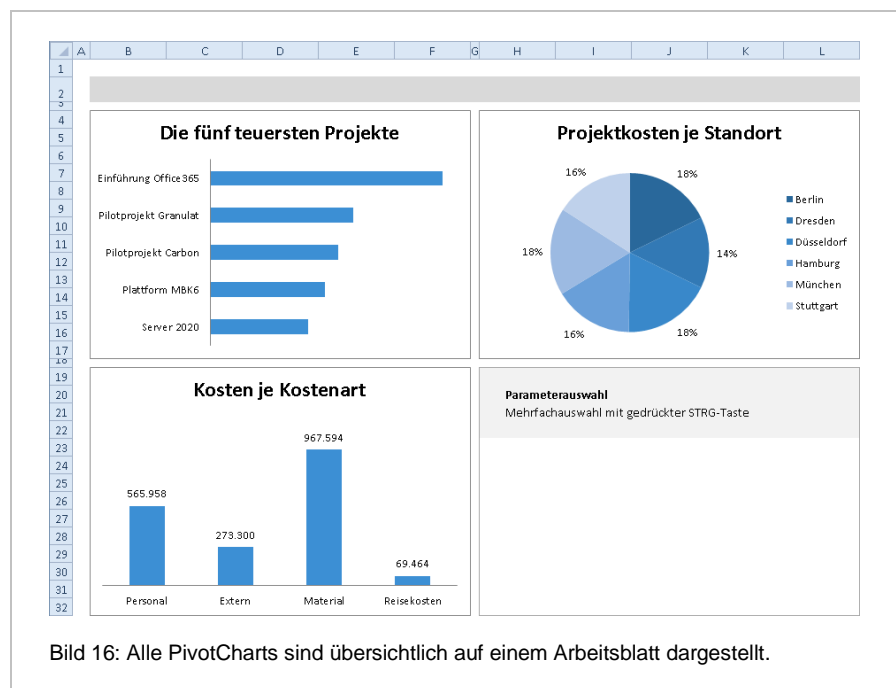 A B C D E F G H I J K L
1
2
3
4
5
6
7
8
9
10
11
12
13
14
15
16
17
18
19
20
21
22
23
24
25
26
27
28
29
30
31
32
Die fünf teuersten Projekte
Einführung Office365
Pilotprojekt Granulat
Pilotprojekt Carbon
Plattform MBK6
Server 2020
Projektkosten je Standort
18%
14%
18%
16%
18%
16%
Berlin
Dresden
Düsseldorf
Hamburg
München
Stuttgart
Kosten je Kostenart
565.958
273.300
967.594
69.464
Personal Extern Material Reisekosten
Parameterauswahl
Mehrfachauswahl mit gedrückter STRG-Taste
Bild 16: Alle PivotCharts sind übersichtlich auf einem Arbeitsblatt dargestellt.